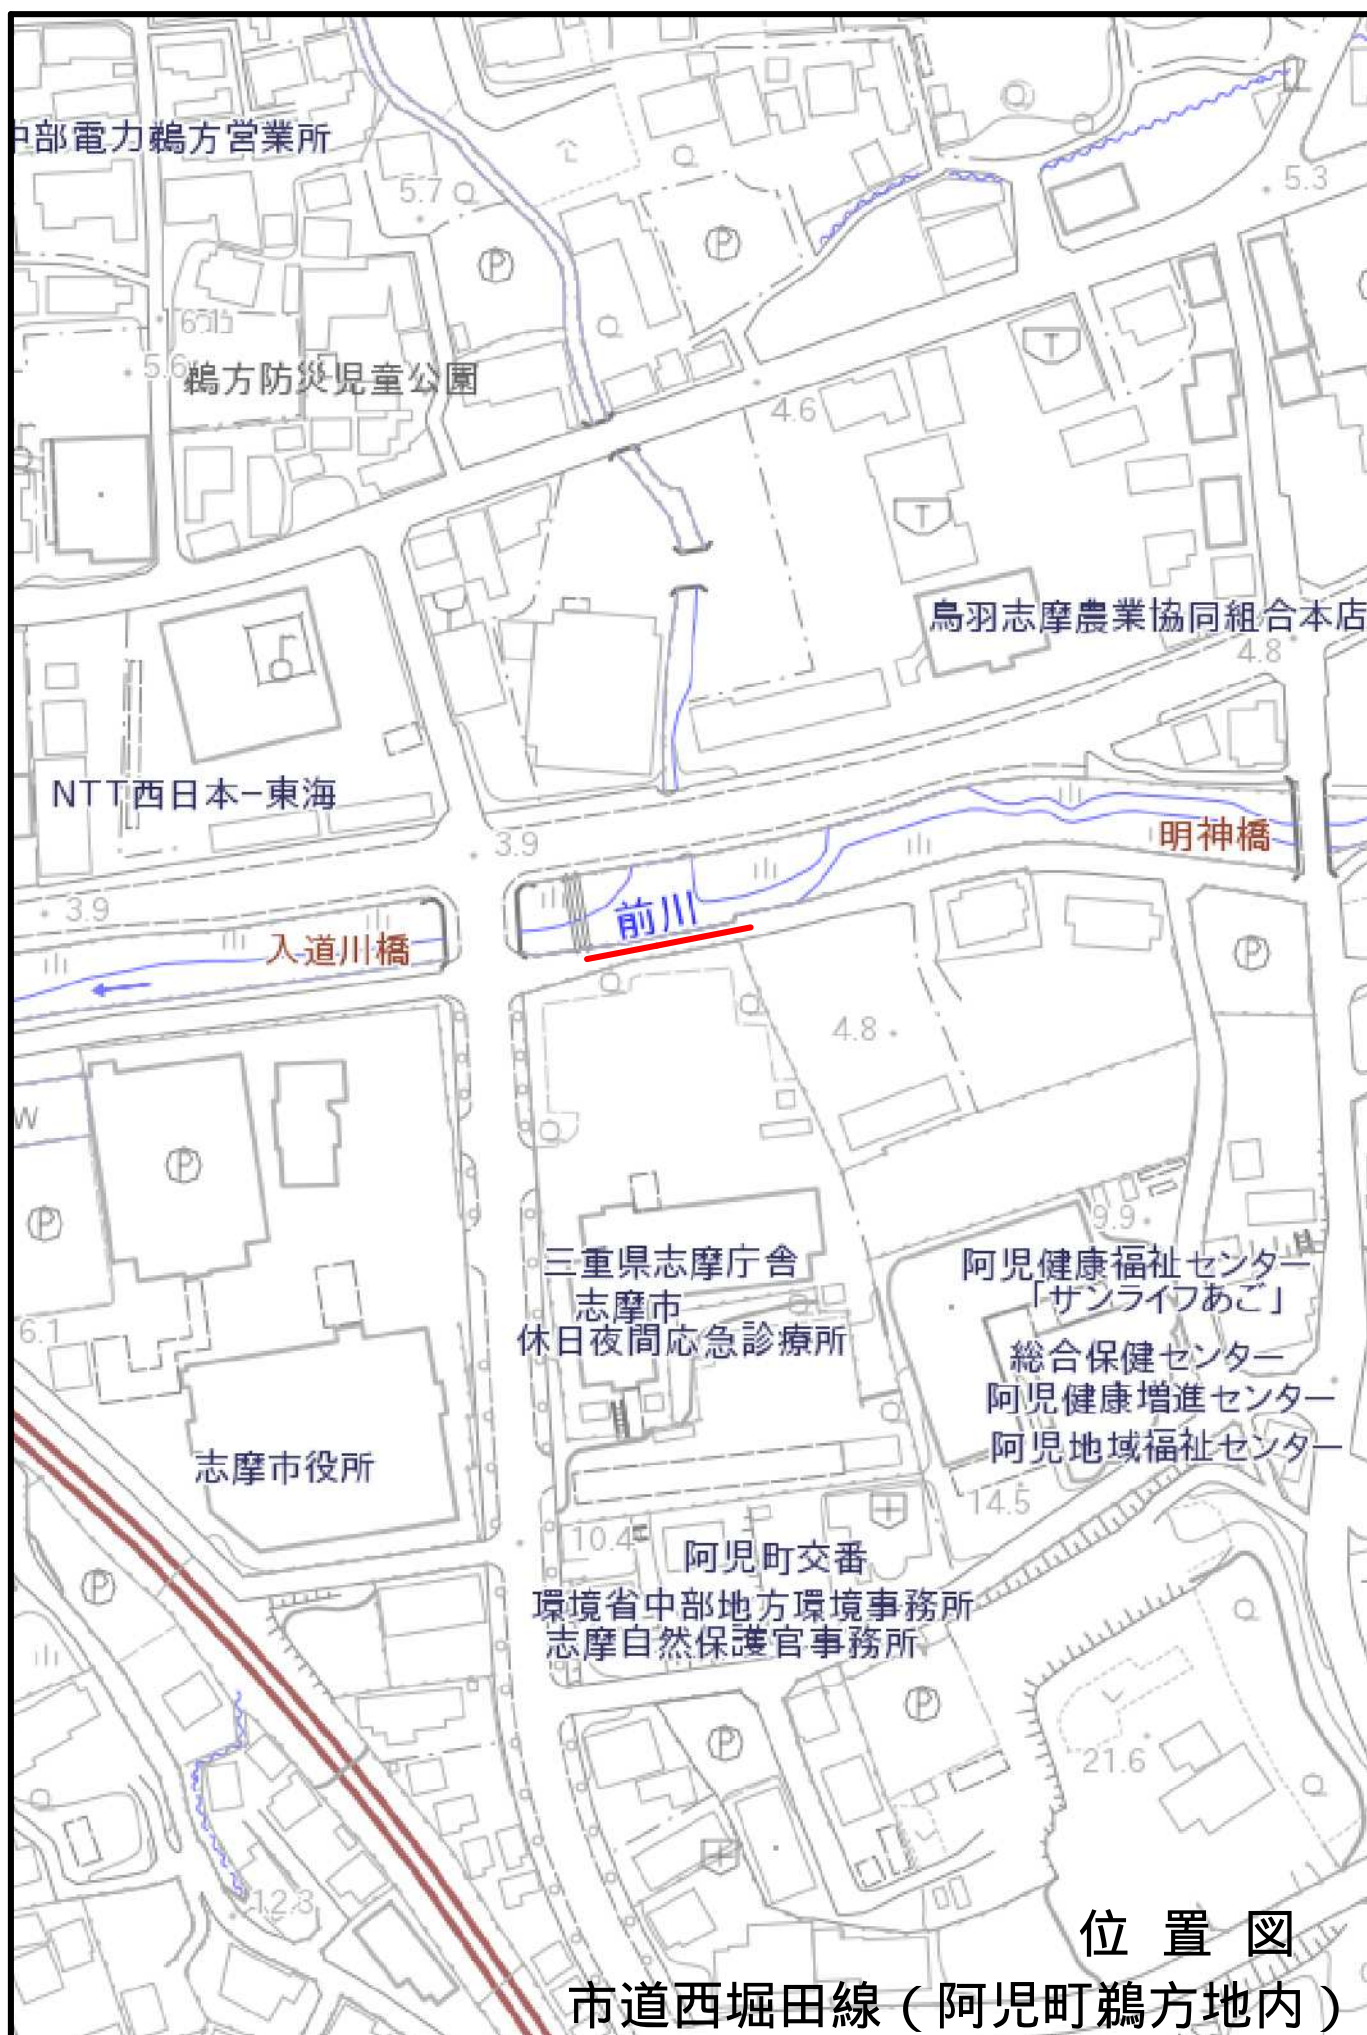 中部電力鵜方営業所
5.7
5.3
P
P
5.6
鵜方防災児童公園
T
4.6
T
鳥羽志摩農業協同組合本店
4.8
NTT西日本-東海
3.9
明神橋
3.9
前川
入道川橋
P
4.8
W
P
P
9.9
三重県志摩庁舎
志摩市
休日夜間応急診療所
阿児健康福祉センター
「サンライフあご」
6.1
総合保健センター
阿児健康増進センター
阿児地域福祉センター
志摩市役所
14.5
10.4
阿児町交番
P
環境省中部地方環境事務所
志摩自然保護官事務所
P
P
21.6
12.3
位置図
市道西堀田線(阿児町鵜方地内)